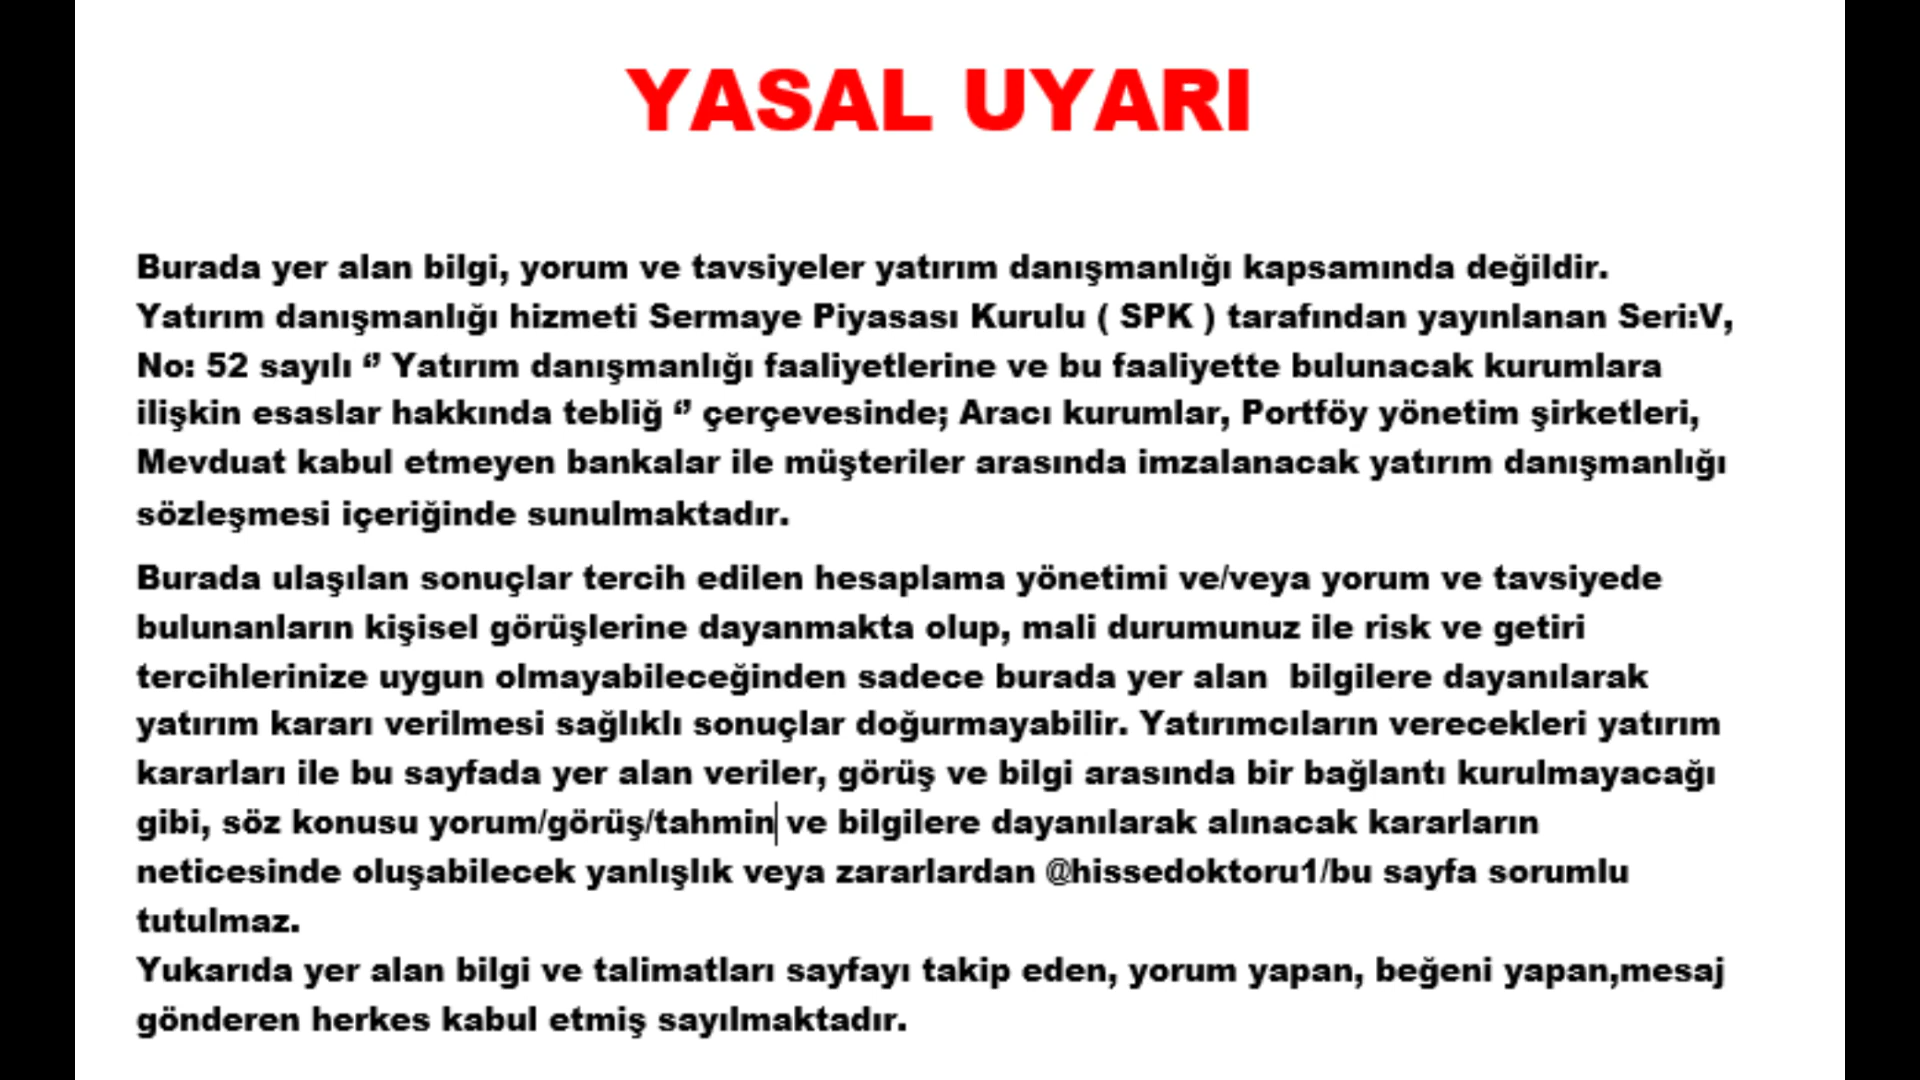 YASAL UYARI
Burada yer alan bilgi, yorum ve tavsiyeler yatırım danışmanlığı kapsamında değildir.
Yatırım danışmanlığı hizmeti Sermaye Piyasası Kurulu ( SPK ) tarafından yayınlanan Seri:V,
No: 52 sayılı ‘’ Yatırım danışmanlığı faaliyetlerine ve bu faaliyette bulunacak kurumlara
ilişkin esaslar hakkında tebliğ ‘’ çerçevesinde; Aracı kurumlar, Portföy yönetim şirketleri,
Mevduat kabul etmeyen bankalar ile müşteriler arasında imzalanacak yatırım danışmanlığı
sözleşmesi içeriğinde sunulmaktadır.
Burada ulaşılan sonuçlar tercih edilen hesaplama yönetimi ve/veya yorum ve tavsiyede
bulunanların kişisel görüşlerine dayanmakta olup, mali durumunuz ile risk ve getiri
tercihlerinize uygun olmayabileceğinden sadece burada yer alan  bilgilere dayanılarak
yatırım kararı verilmesi sağlıklı sonuçlar doğurmayabilir. Yatırımcıların verecekleri yatırım
kararları ile bu sayfada yer alan veriler, görüş ve bilgi arasında bir bağlantı kurulmayacağı
gibi, söz konusu yorum/görüş/tahmin ve bilgilere dayanılarak alınacak kararların
neticesinde oluşabilecek yanlışlık veya zararlardan @hissedoktoru1/bu sayfa sorumlu
tutulmaz.
Yukarıda yer alan bilgi ve talimatları sayfayı takip eden, yorum yapan, beğeni yapan,mesaj
gönderen herkes kabul etmiş sayılmaktadır.